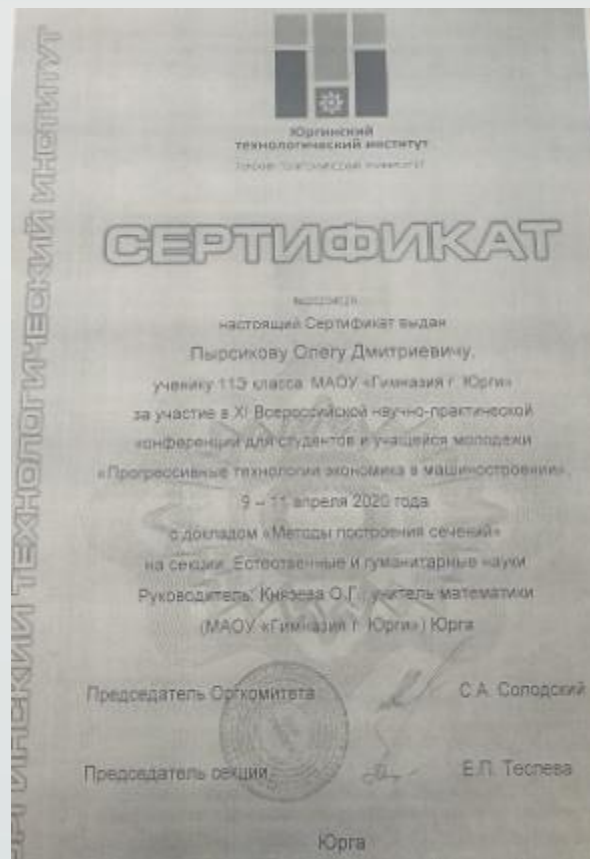 ЮРГИНСКИЙ ТЕХНОЛОГИЧЕСКИЙ ИНСТИТУТ
Юргинский
технологический институт
СЕРТИФИКАТ
настоящий Сертификат выдан
Пырсикову Олегу Дмитриевичу,
ученику 11Э класса МАОУ «Гимназия г. Юрги»
за участие в XI Всероссийской научно-практической
конференции для студентов и учащейся молодежи
«Прогрессивные технологии экономика в машиностроении»,
9 – 11 апреля 2020 года
с докладом «Методы построения сечений»
на секции Естественные и гуманитарные науки
Руководитель: Князева О.Г., учитель математики
(МАОУ «Гимназия г. Юрги») Юрга
Председатель Оргкомитета С.А. Солодский
Председатель секции Е.П. Теслева
Юрга